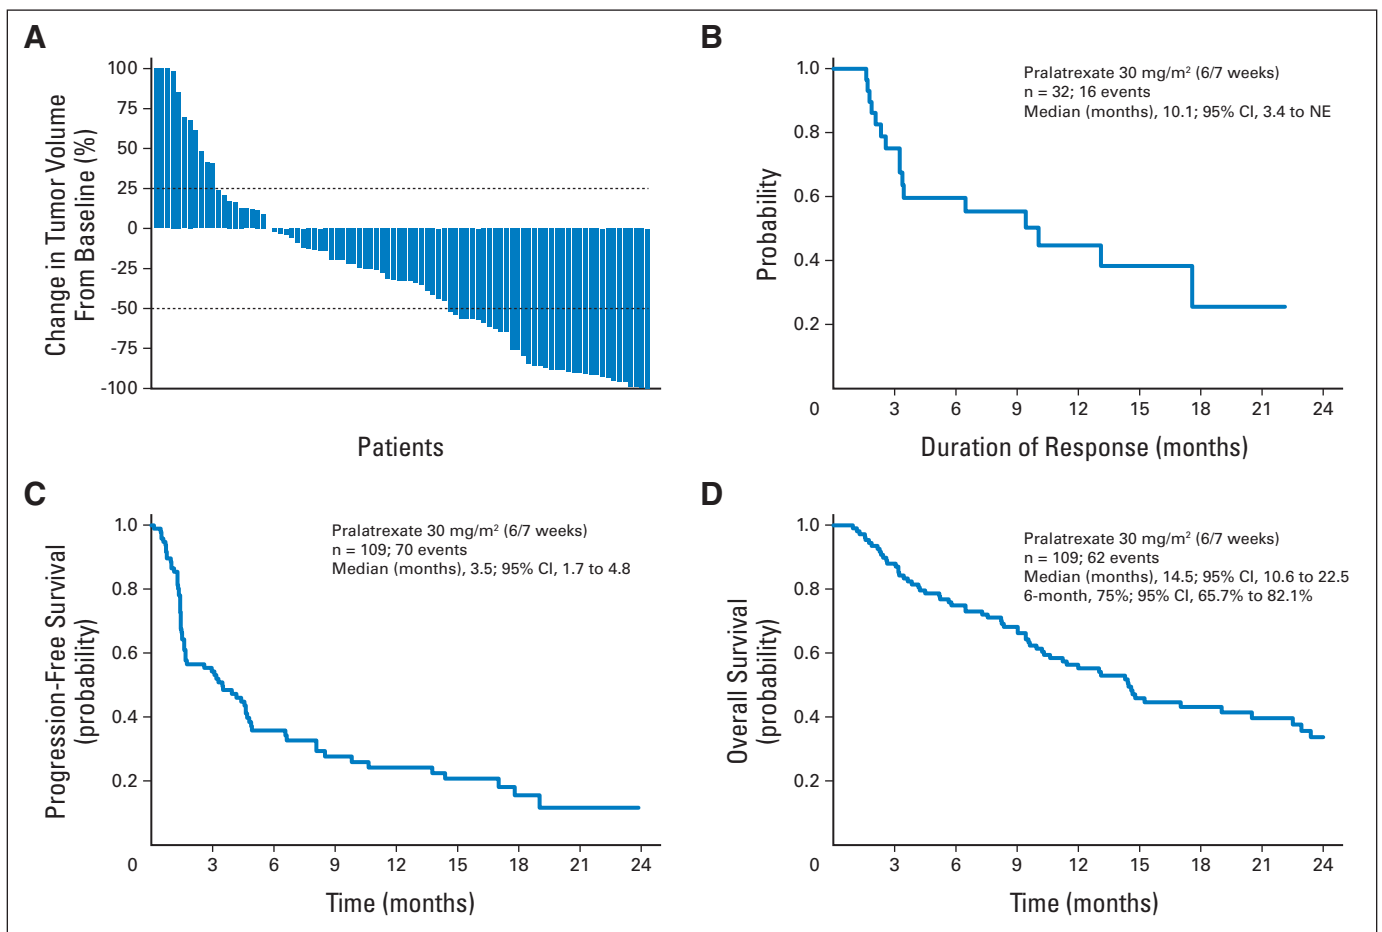 A
Change in Tumor Volume
From Baseline (%)
100
75
50
25
0
-25
-50
-75
-100
Patients
B
Probability
1.0
0.8
0.6
0.4
0.2
Pralatrexate 30 mg/m² (6/7 weeks)
n = 32; 16 events
Median (months), 10.1; 95% CI, 3.4 to NE
0 3 6 9 12 15 18 21 24
Duration of Response (months)
C
Progression-Free Survival
(probability)
1.0
0.8
0.6
0.4
0.2
Pralatrexate 30 mg/m² (6/7 weeks)
n = 109; 70 events
Median (months), 3.5; 95% CI, 1.7 to 4.8
0 3 6 9 12 15 18 21 24
Time (months)
D
Overall Survival
(probability)
1.0
0.8
0.6
0.4
0.2
Pralatrexate 30 mg/m² (6/7 weeks)
n = 109; 62 events
Median (months), 14.5; 95% CI, 10.6 to 22.5
6-month, 75%; 95% CI, 65.7% to 82.1%
0 3 6 9 12 15 18 21 24
Time (months)